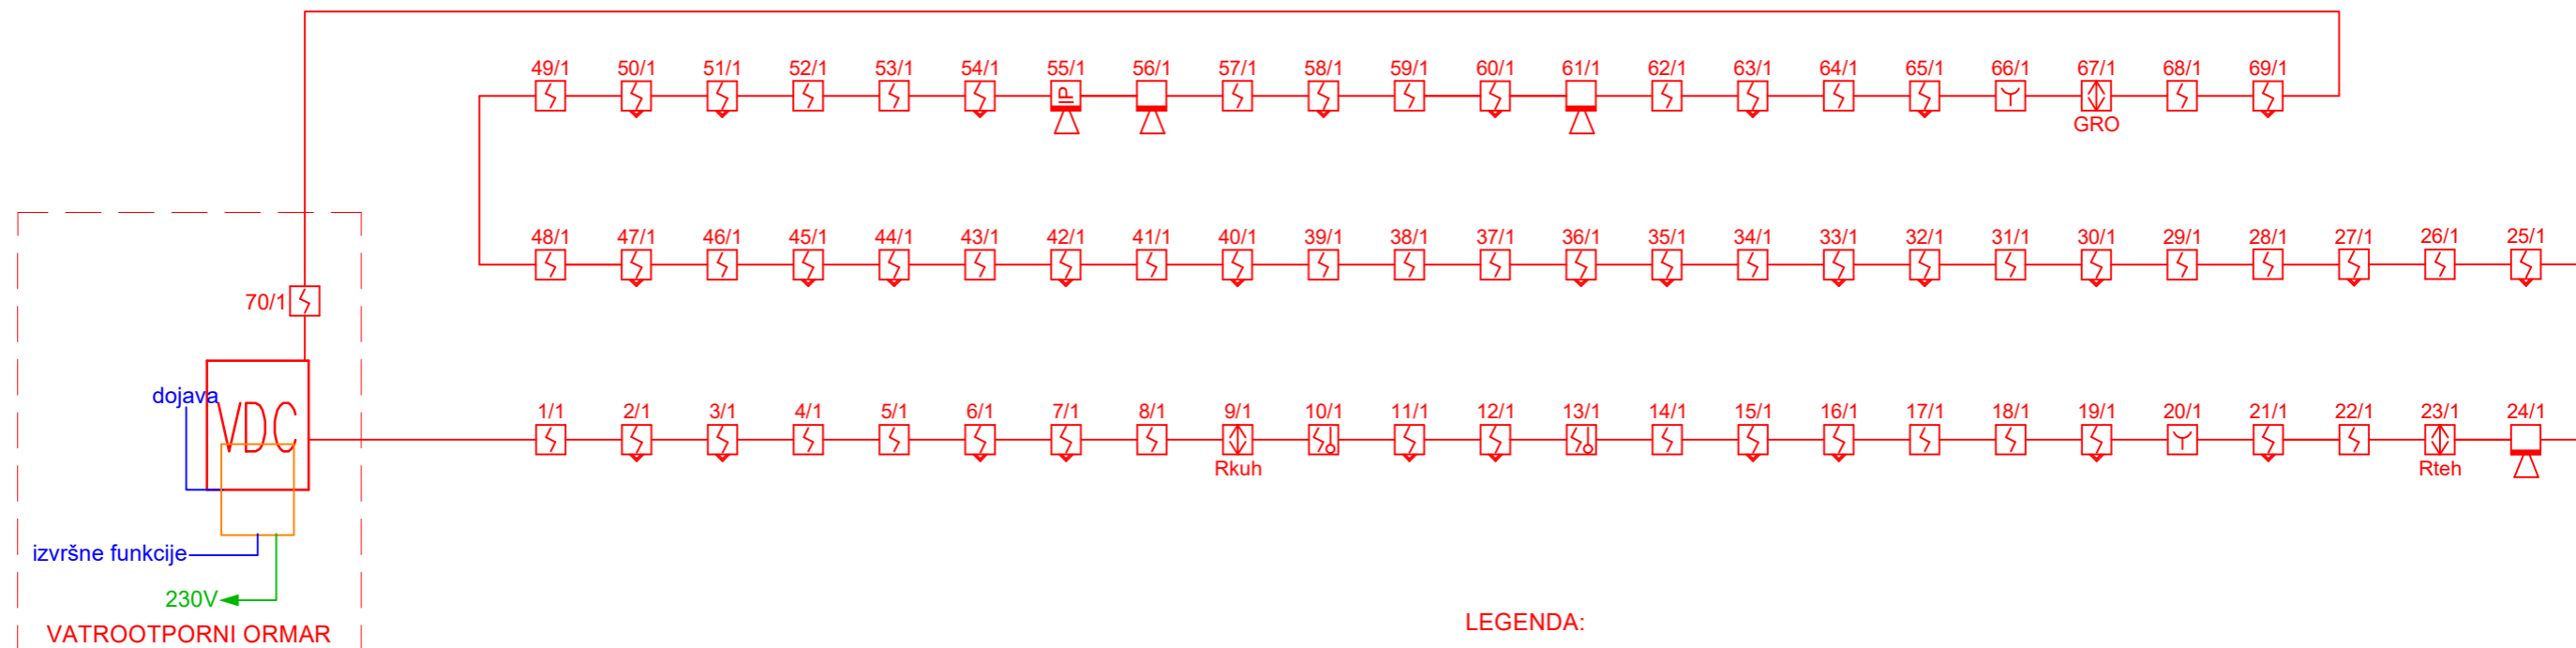 49/1 50/1 51/1 52/1 53/1 54/1 55/1 56/1 57/1 58/1 59/1 60/1 61/1 62/1 63/1 64/1 65/1 66/1 67/1 68/1 69/1
IP
GRO
48/1 47/1 46/1 45/1 44/1 43/1 42/1 41/1 40/1 39/1 38/1 37/1 36/1 35/1 34/1 33/1 32/1 31/1 30/1 29/1 28/1 27/1 26/1 25/1
70/1
dojava
VDC
1/1 2/1 3/1 4/1 5/1 6/1 7/1 8/1 9/1 10/1 11/1 12/1 13/1 14/1 15/1 16/1 17/1 18/1 19/1 20/1 21/1 22/1 23/1 24/1
Rkuh Rteh
izvršne funkcije
230V
VATROOTPORNI ORMAR
LEGENDA: